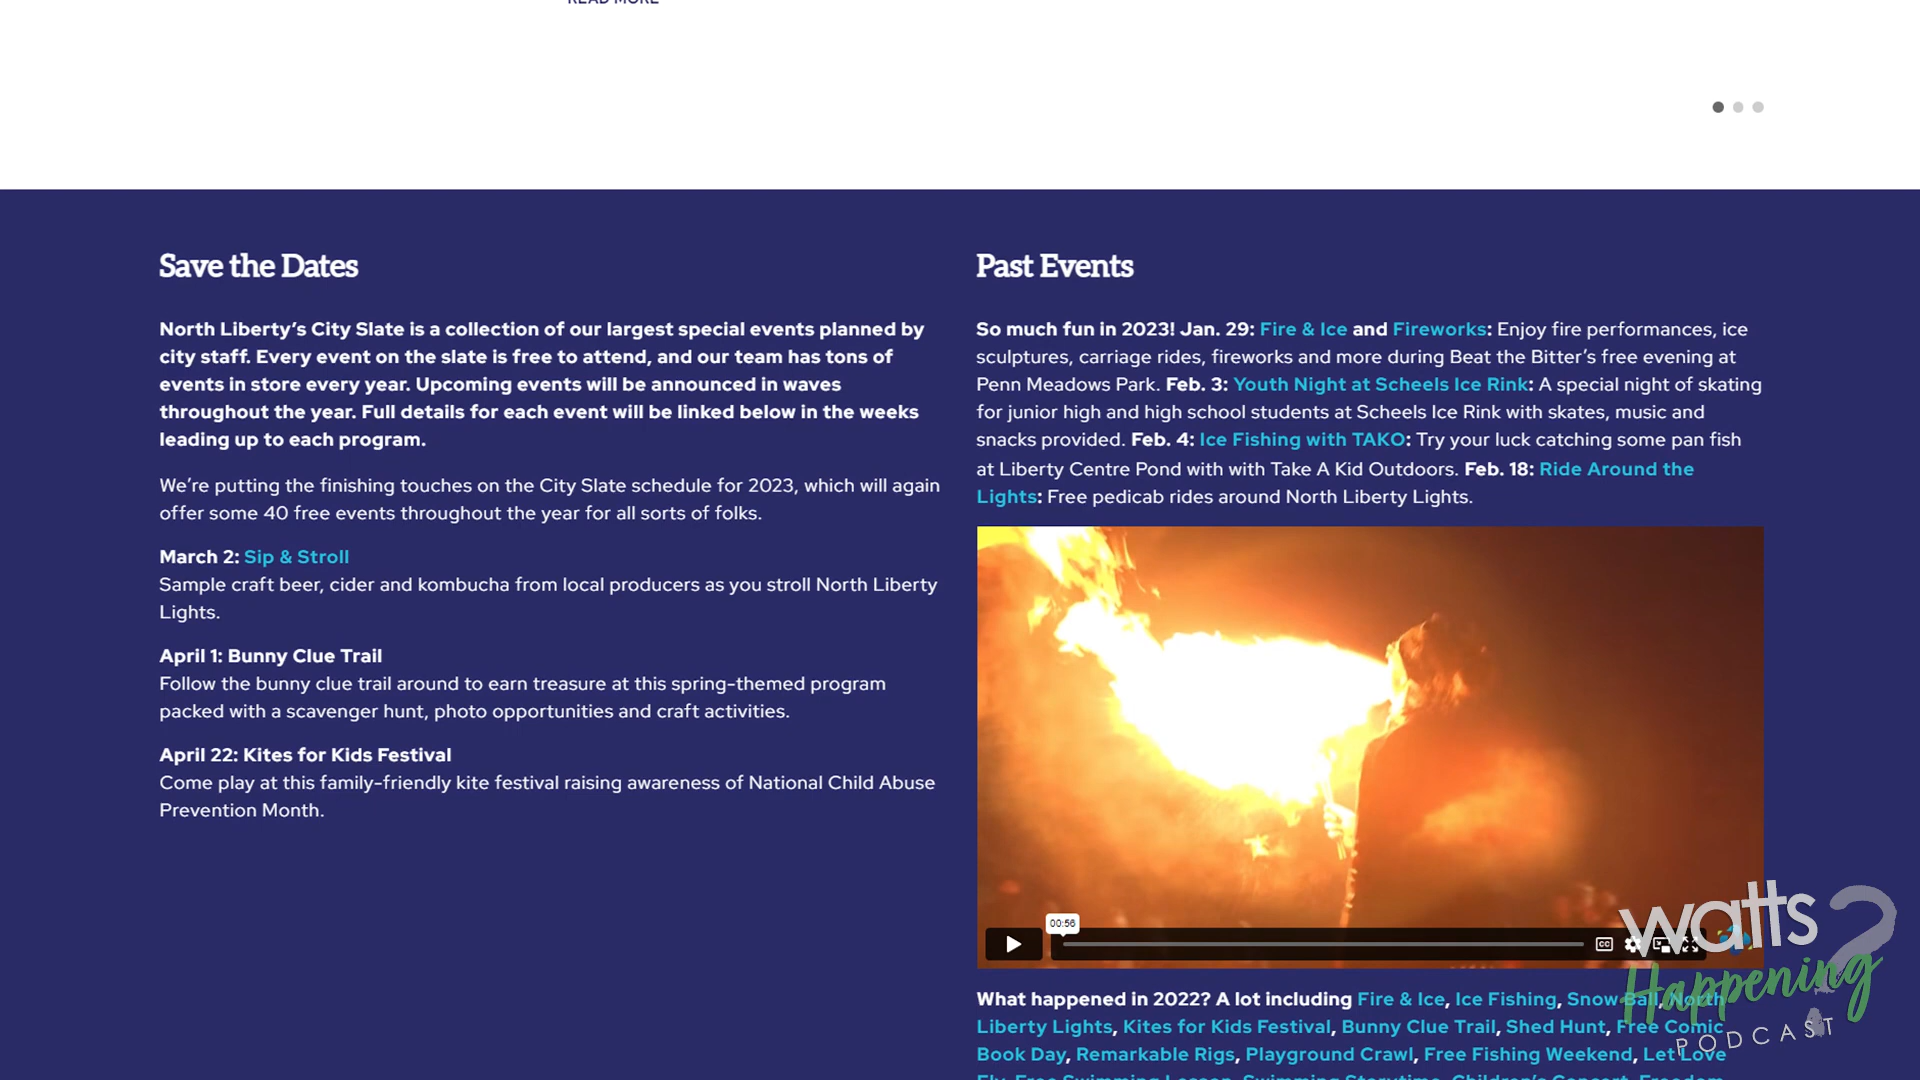 READ MORE
Save the Dates
North Liberty's City Slate is a collection of our largest special events planned by
city staff. Every event on the slate is free to attend, and our team has tons of
events in store every year. Upcoming events will be announced in waves
throughout the year. Full details for each event will be linked below in the weeks
leading up to each program.
We're putting the finishing touches on the City Slate schedule for 2023, which will again
offer some 40 free events throughout the year for all sorts of folks.
March 2: Sip & Stroll
Sample craft beer, cider and kombucha from local producers as you stroll North Liberty
Lights.
April 1: Bunny Clue Trail
Follow the bunny clue trail around to earn treasure at this spring-themed program
packed with a scavenger hunt, photo opportunities and craft activities.
April 22: Kites for Kids Festival
Come play at this family-friendly kite festival raising awareness of National Child Abuse
Prevention Month.
Past Events
So much fun in 2023! Jan. 29: Fire & Ice and Fireworks: Enjoy fire performances, ice
sculptures, carriage rides, fireworks and more during Beat the Bitter's free evening at
Penn Meadows Park. Feb. 3: Youth Night at Scheels Ice Rink: A special night of skating
for junior high and high school students at Scheels Ice Rink with skates, music and
snacks provided. Feb. 4: Ice Fishing with TAKO: Try your luck catching some pan fish
at Liberty Centre Pond with with Take A Kid Outdoors. Feb. 18: Ride Around the
Lights: Free pedicab rides around North Liberty Lights.
00:56
CC
What happened in 2022? A lot including Fire & Ice, Ice Fishing, Snow Ball, North
Liberty Lights, Kites for Kids Festival, Bunny Clue Trail, Shed Hunt, Free Comic
Book Day, Remarkable Rigs, Playground Crawl, Free Fishing Weekend, Let Love
Fly, Free Swimming Lesson, Swimming Storytime, Children's Concert, Freedom
watts
Happening?
PODCAST